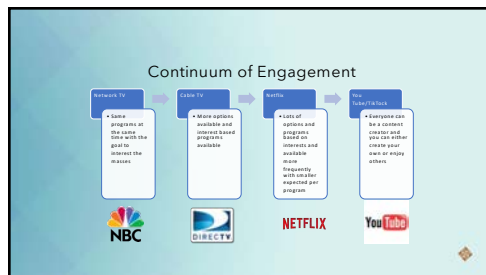 Continuum of Engagement
Network TV
• Same
programs at
the same
time with the
goal to
interest the
masses
Cable TV
• More options
available and
interest based
programs
available
Netflix
• Lots of
options and
programs
based on
interests and
available
more
frequently
with smaller
expected per
program
You
Tube/TikTock
• Everyone can
be a content
creator and
you can either
create your
own or enjoy
others
NBC
DIRECTV
NETFLIX
YouTube